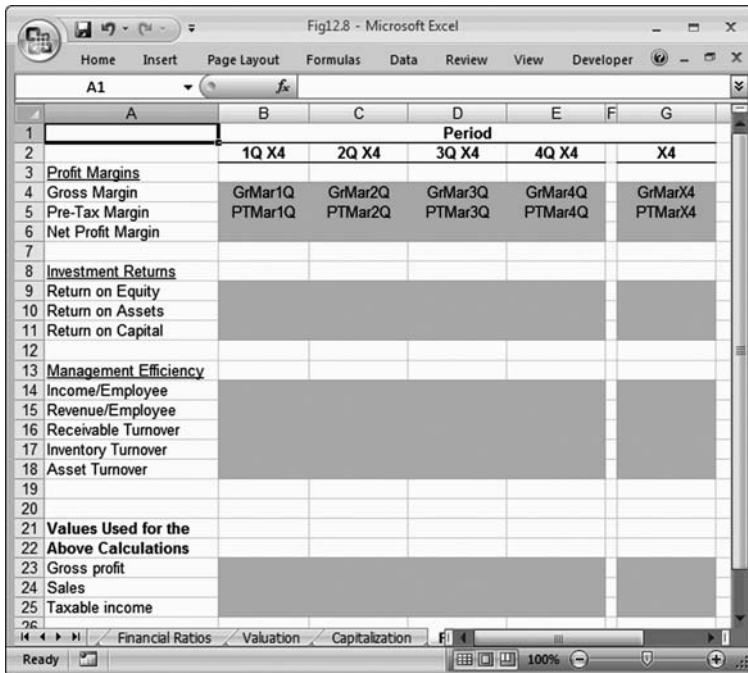 Fig12.8 - Microsoft Excel
Home Insert Page Layout Formulas Data Review View Developer
A1 fx
A B C D E F G
1 Period
2 1Q X4 2Q X4 3Q X4 4Q X4 X4
3 Profit Margins
4 Gross Margin GrMar1Q GrMar2Q GrMar3Q GrMar4Q GrMarX4
5 Pre-Tax Margin PTMar1Q PTMar2Q PTMar3Q PTMar4Q PTMarX4
6 Net Profit Margin
7
8 Investment Returns
9 Return on Equity
10 Return on Assets
11 Return on Capital
12
13 Management Efficiency
14 Income/Employee
15 Revenue/Employee
16 Receivable Turnover
17 Inventory Turnover
18 Asset Turnover
19
20
21 Values Used for the
22 Above Calculations
23 Gross profit
24 Sales
25 Taxable income
26
Financial Ratios Valuation Capitalization
Ready 100%